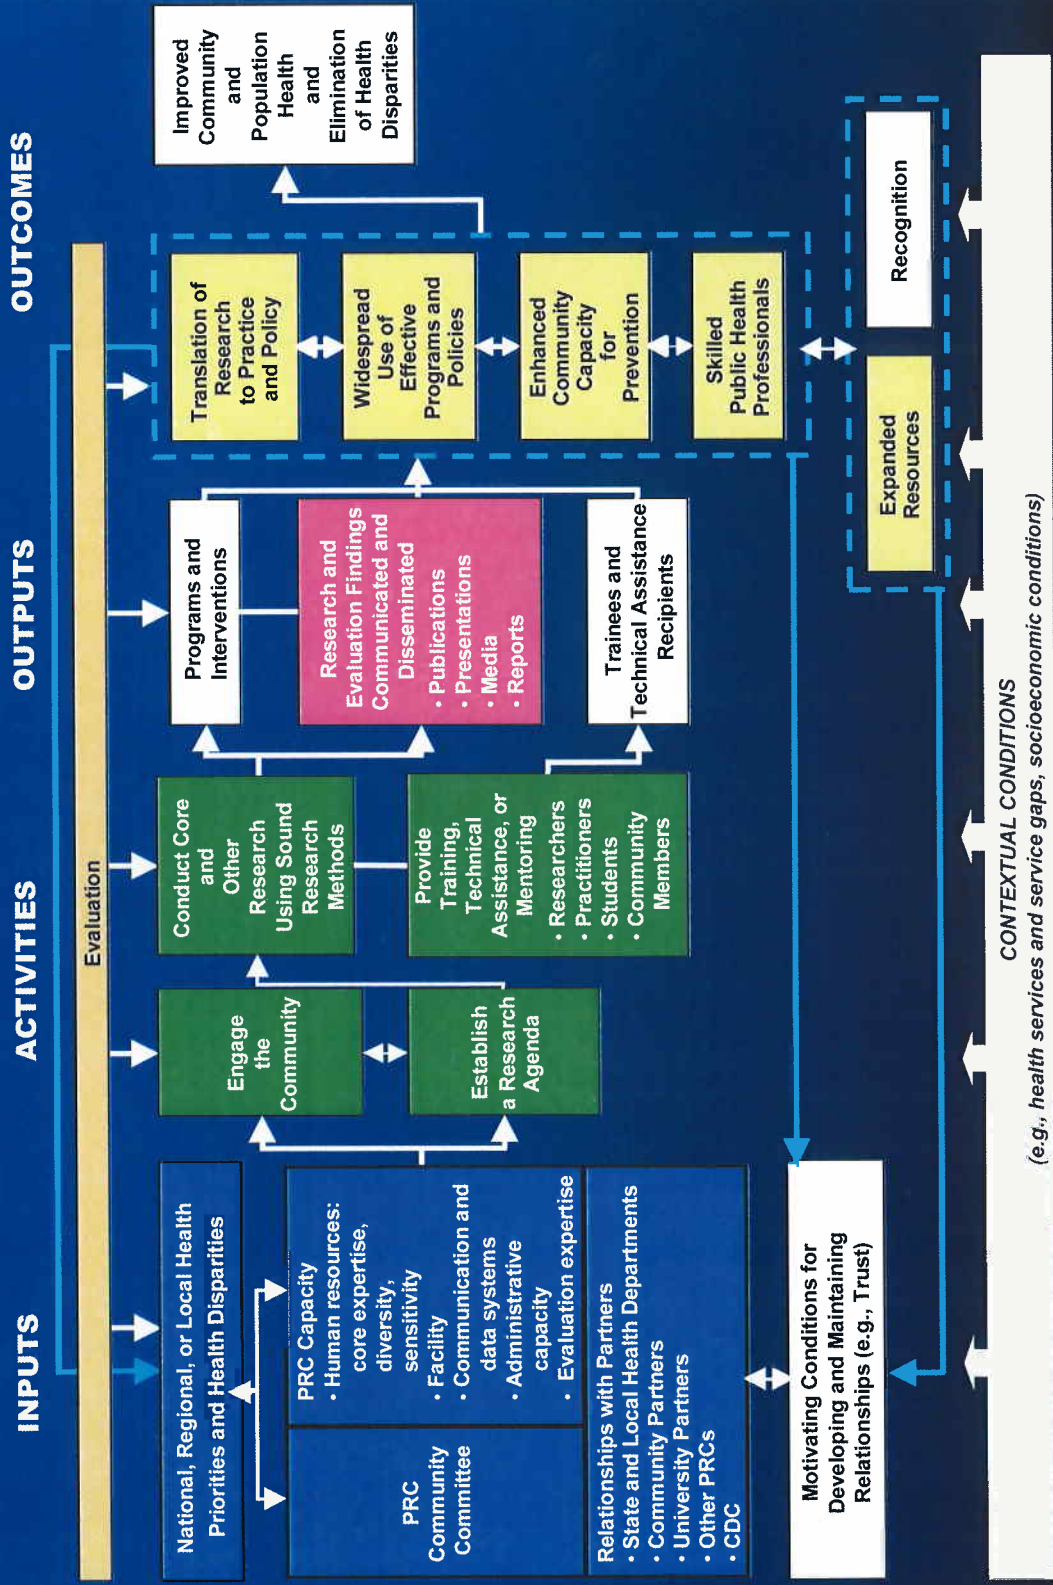 INPUTS
ACTIVITIES
OUTPUTS
OUTCOMES
Evaluation
National, Regional, or Local Health
Priorities and Health Disparities
PRC
Community
Committee
PRC Capacity
• Human resources:
core expertise,
diversity,
sensitivity
• Facility
• Communication and
data systems
• Administrative
capacity
• Evaluation expertise
Relationships with Partners
• State and Local Health Departments
• Community Partners
• University Partners
• Other PRCs
• CDC
Motivating Conditions for
Developing and Maintaining
Relationships (e.g., Trust)
Engage
the
Community
Establish
a Research
Agenda
Conduct Core
and
Other
Research
Using Sound
Research
Methods
Provide
Training,
Technical
Assistance, or
Mentoring
• Researchers
• Practitioners
• Students
• Community
Members
Programs and
Interventions
Research and
Evaluation Findings
Communicated and
Disseminated
• Publications
• Presentations
• Media
• Reports
Trainees and
Technical Assistance
Recipients
Translation of
Research
to Practice
and Policy
Widespread
Use of
Effective
Programs and
Policies
Enhanced
Community
Capacity
for
Prevention
Skilled
Public Health
Professionals
Expanded
Resources
Recognition
Improved
Community
and
Population
Health
and
Elimination
of Health
Disparities
CONTEXTUAL CONDITIONS
(e.g., health services and service gaps, socioeconomic conditions)